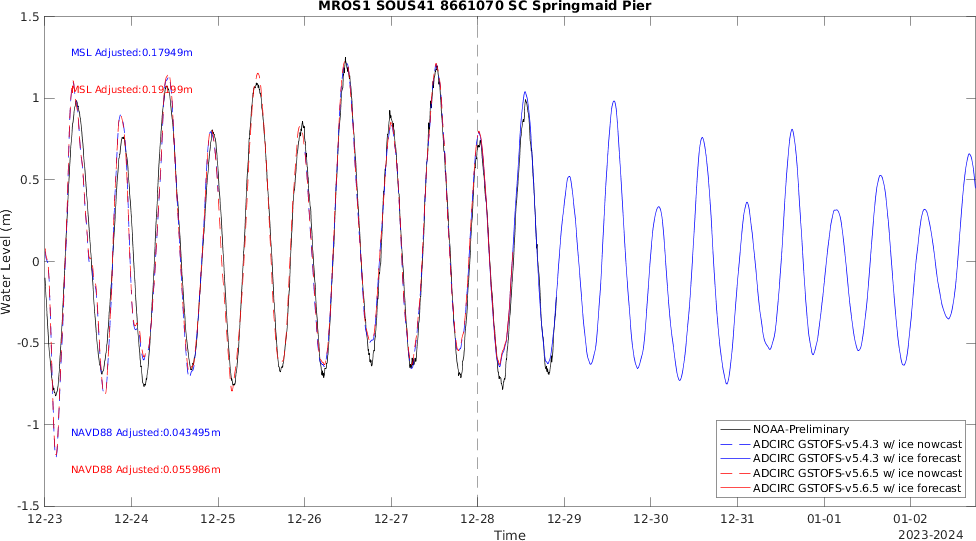 MROS1 SOUS41 8661070 SC Springmaid Pier
1.5
1
0.5
0
-0.5
-1
-1.5
Water Level (m)
MSL Adjusted:0.17949m
MSL Adjusted:0.19199m
NAVD88 Adjusted:0.043495m
NAVD88 Adjusted:0.055986m
NOAA-Preliminary
ADCIRC GSTOFS-v5.4.3 w/ ice nowcast
ADCIRC GSTOFS-v5.4.3 w/ ice forecast
ADCIRC GSTOFS-v5.6.5 w/ ice nowcast
ADCIRC GSTOFS-v5.6.5 w/ ice forecast
12-23 12-24 12-25 12-26 12-27 12-28 12-29 12-30 12-31 01-01 01-02
Time
2023-2024